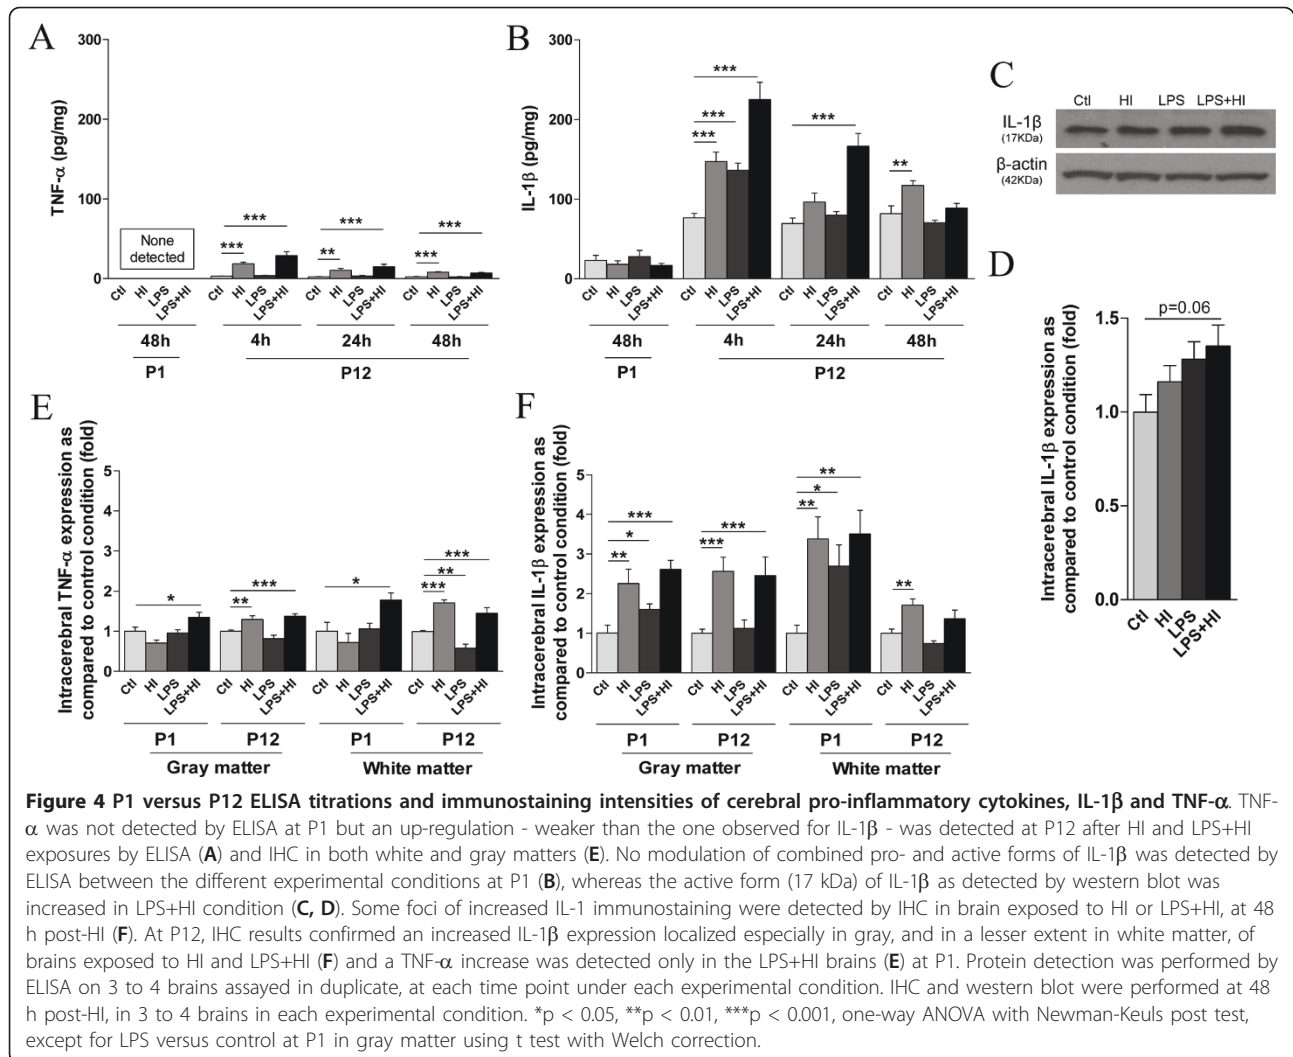 A
300
200
100
0
TNF-α (pg/mg)
None
detected
***
***
**
***
***
***
Ctl HI LPS LPS+HI Ctl HI LPS LPS+HI Ctl HI LPS LPS+HI Ctl HI LPS LPS+HI
48h 4h 24h 48h
P1 P12
B
300
200
100
0
IL-1β (pg/mg)
***
***
***
***
**
Ctl HI LPS LPS+HI Ctl HI LPS LPS+HI Ctl HI LPS LPS+HI Ctl HI LPS LPS+HI
48h 4h 24h 48h
P1 P12
C
Ctl HI LPS LPS+HI
IL-1β
(17KDa)
β-actin
(42KDa)
D
p=0.06
1.5
1.0
0.5
0.0
Intracerebral IL-1β expression as
compared to control condition (fold)
Ctl HI LPS LPS+HI
E
Intracerebral TNF-α expression as
compared to control condition (fold)
5
4
3
2
1
0
*
***
**
*
***
**
***
Ctl HI LPS LPS+HI Ctl HI LPS LPS+HI Ctl HI LPS LPS+HI Ctl HI LPS LPS+HI
P1 P12 P1 P12
Gray matter White matter
F
Intracerebral IL-1β expression as
compared to control condition (fold)
5
4
3
2
1
0
***
*
**
***
***
**
*
**
**
Ctl HI LPS LPS+HI Ctl HI LPS LPS+HI Ctl HI LPS LPS+HI Ctl HI LPS LPS+HI
P1 P12 P1 P12
Gray matter White matter
Figure 4 P1 versus P12 ELISA titrations and immunostaining intensities of cerebral pro-inflammatory cytokines, IL-1β and TNF-α. TNF-
α was not detected by ELISA at P1 but an up-regulation - weaker than the one observed for IL-1β - was detected at P12 after HI and LPS+HI
exposures by ELISA (A) and IHC in both white and gray matters (E). No modulation of combined pro- and active forms of IL-1β was detected by
ELISA between the different experimental conditions at P1 (B), whereas the active form (17 kDa) of IL-1β as detected by western blot was
increased in LPS+HI condition (C, D). Some foci of increased IL-1 immunostaining were detected by IHC in brain exposed to HI or LPS+HI, at 48
h post-HI (F). At P12, IHC results confirmed an increased IL-1β expression localized especially in gray, and in a lesser extent in white matter, of
brains exposed to HI and LPS+HI (F) and a TNF-α increase was detected only in the LPS+HI brains (E) at P1. Protein detection was performed by
ELISA on 3 to 4 brains assayed in duplicate, at each time point under each experimental condition. IHC and western blot were performed at 48
h post-HI, in 3 to 4 brains in each experimental condition. *p < 0.05, **p < 0.01, ***p < 0.001, one-way ANOVA with Newman-Keuls post test,
except for LPS versus control at P1 in gray matter using t test with Welch correction.